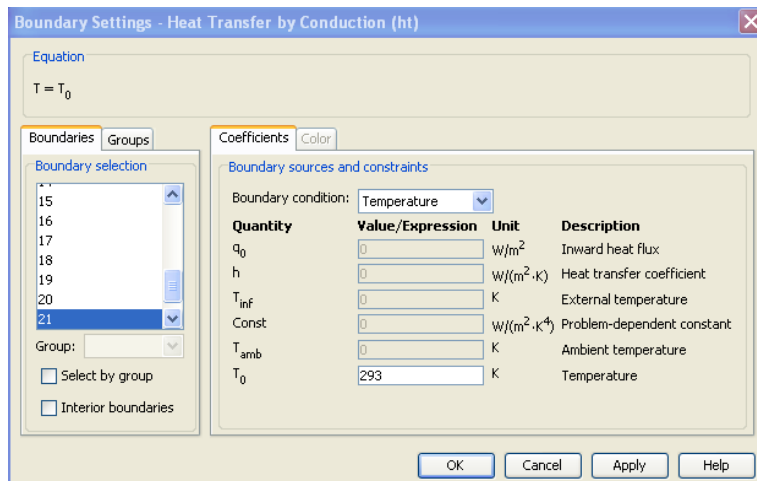 Boundary Settings - Heat Transfer by Conduction (ht)
Equation
T = T₀
Boundaries Groups
Coefficients Color
Boundary selection
15
16
17
18
19
20
21
Group:
Select by group
Interior boundaries
Boundary sources and constraints
Boundary condition: Temperature
Quantity Value/Expression Unit Description
q₀ 0 W/m² Inward heat flux
h 0 W/(m²·K) Heat transfer coefficient
T_inf 0 K External temperature
Const 0 W/(m²·K⁴) Problem-dependent constant
T_amb 0 K Ambient temperature
T₀ 293 K Temperature
OK Cancel Apply Help